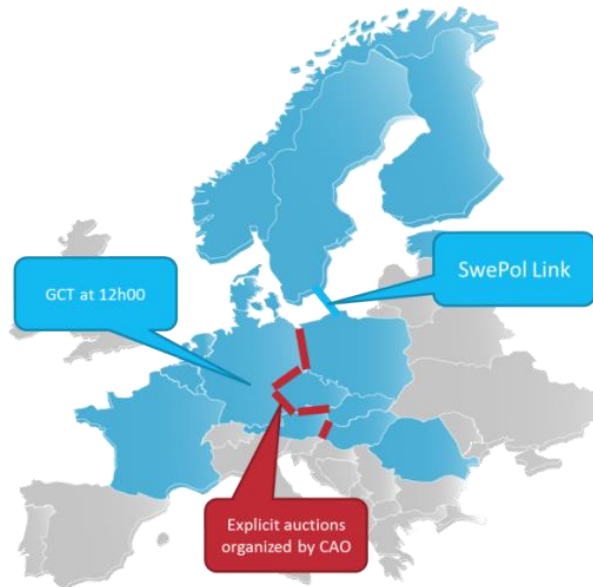 SwePol Link
GCT at 12h00
Explicit auctions
organized by CAO